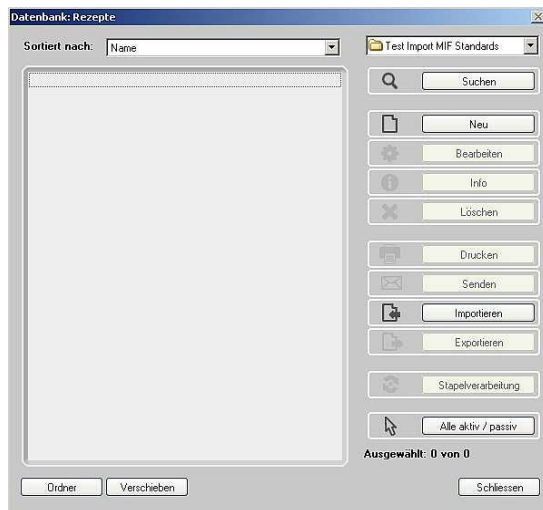 Datenbank: Rezepte
Sortiert nach: Name
Test Import MIF Standards
Suchen
Neu
Bearbeiten
Info
Löschen
Drucken
Senden
Importieren
Exportieren
Stapelverarbeitung
Alle aktiv / passiv
Ausgewählt: 0 von 0
Ordner Verschieben Schliessen